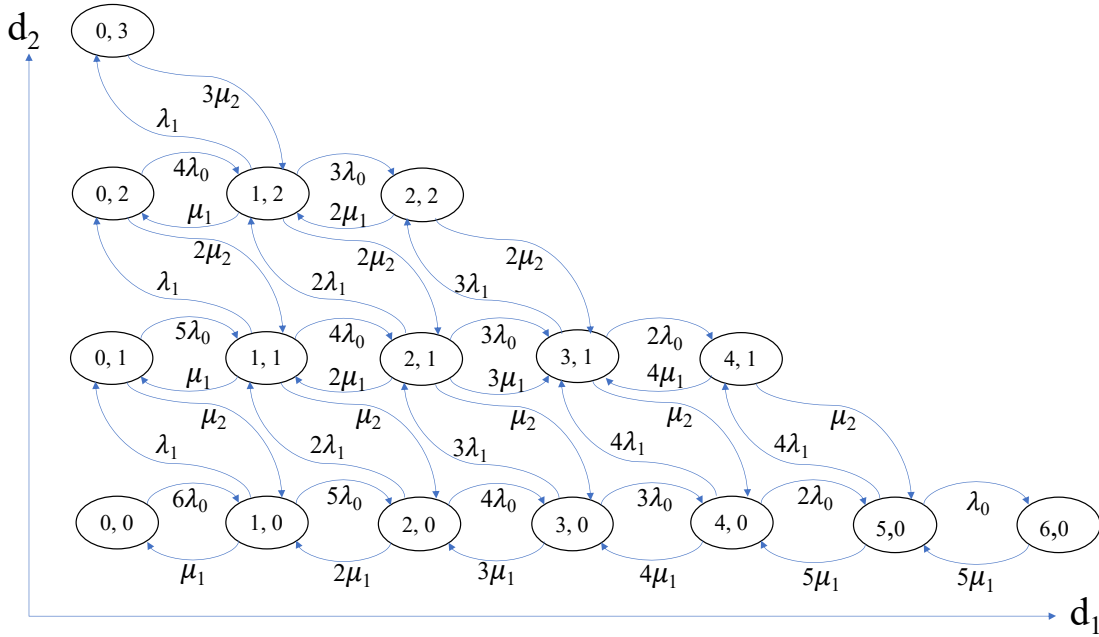 d₂
0, 3
3μ₂
λ₁
0, 2
4λ₀
μ₁
1, 2
3λ₀
2μ₁
2, 2
2μ₂
λ₁
2μ₂
2λ₁
2μ₂
3λ₁
0, 1
5λ₀
μ₁
1, 1
4λ₀
2μ₁
2, 1
3λ₀
3μ₁
3, 1
2λ₀
4μ₁
4, 1
μ₂
λ₁
μ₂
2λ₁
μ₂
3λ₁
μ₂
4λ₁
μ₂
4λ₁
0, 0
6λ₀
μ₁
1, 0
5λ₀
2μ₁
2, 0
4λ₀
3μ₁
3, 0
3λ₀
4μ₁
4, 0
2λ₀
5μ₁
5,0
λ₀
5μ₁
6,0
d₁